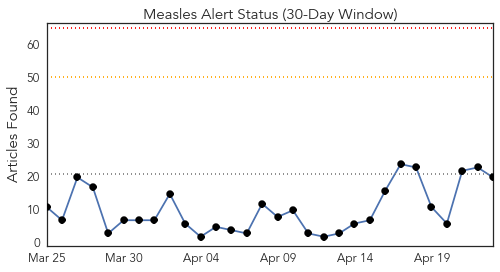 Measles Alert Status (30-Day Window)
Articles Found
60
50
40
30
20
10
0
Mar 25 Mar 30 Apr 04 Apr 09 Apr 14 Apr 19